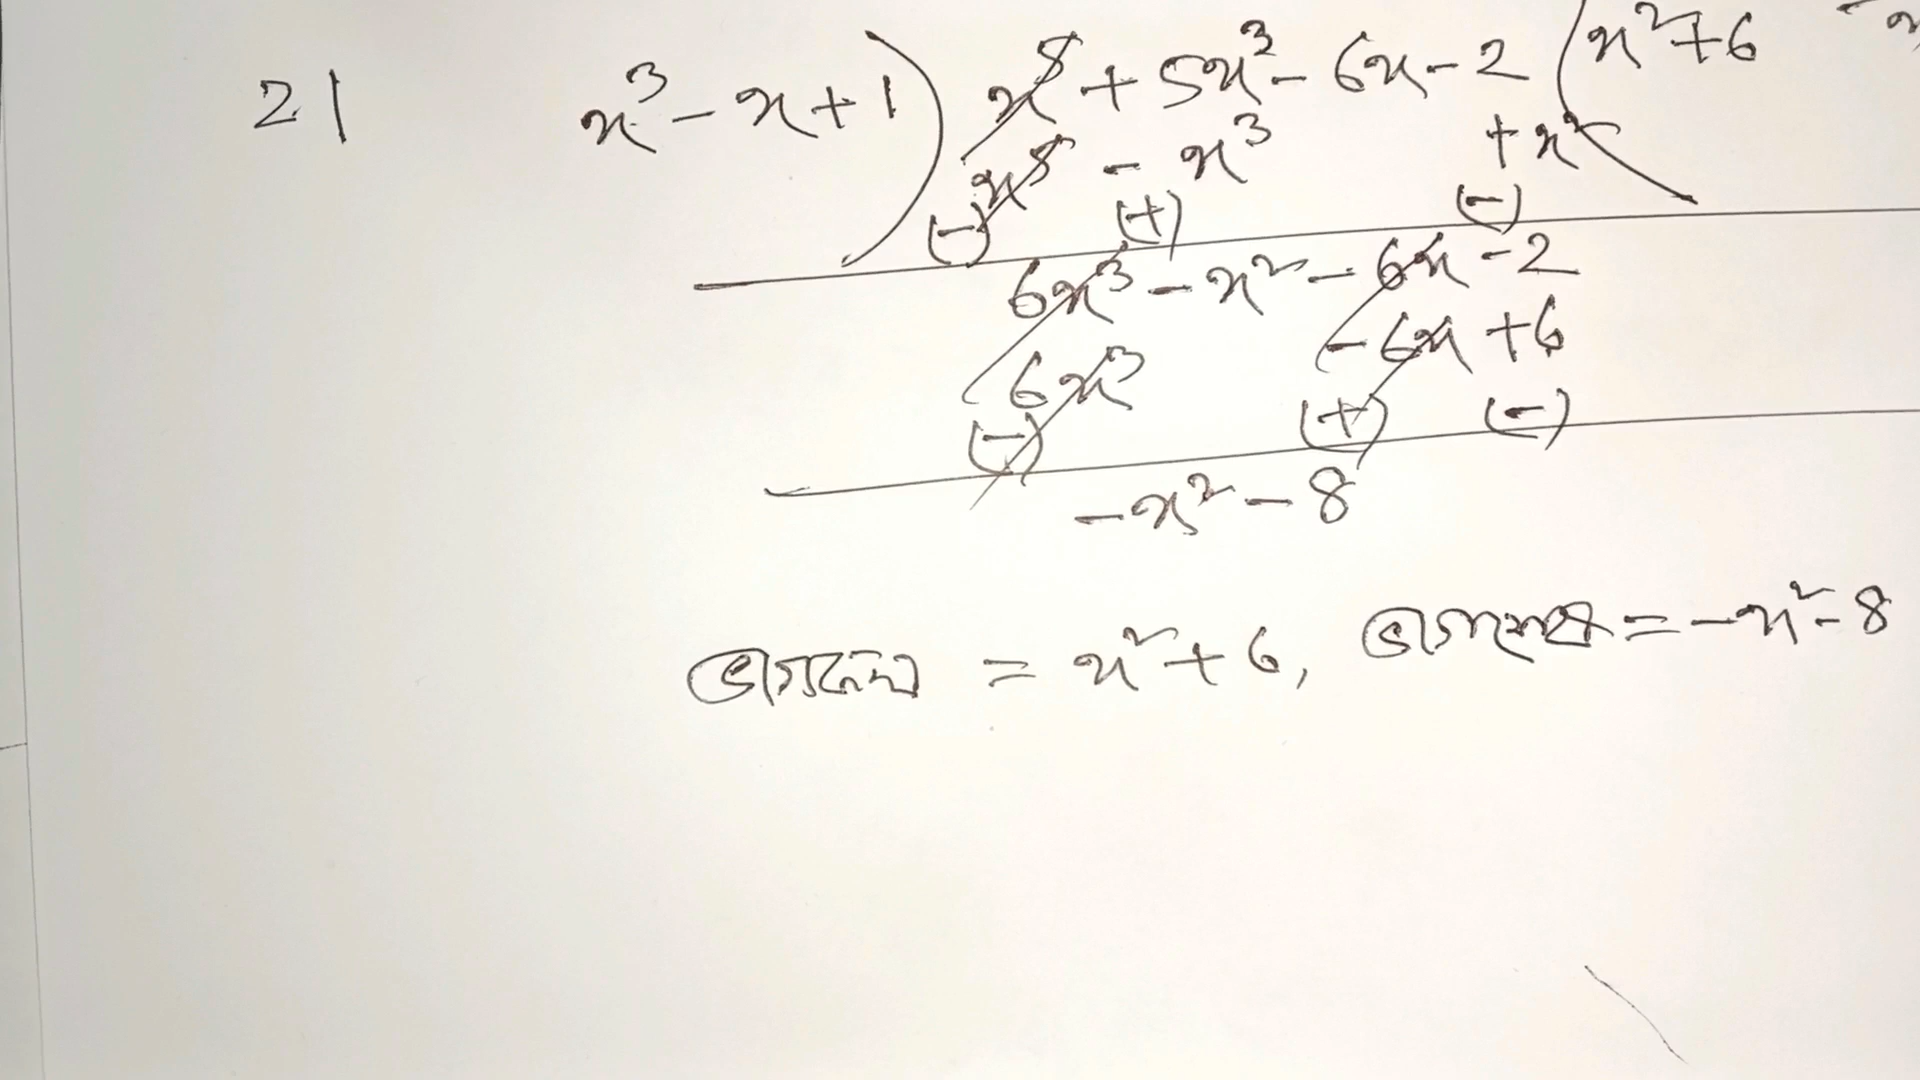 2| x³ - x + 1 ) x⁵ + 5x³ - 6x - 2 ( x² + 6
x⁵ - x³ + x²
(-) (+) (-)
6x³ - x² - 6x - 2
6x³ - 6x + 6
(-) (+) (-)
-x² - 8
ভাগফল = x² + 6, ভাগশেষ = -x² - 8